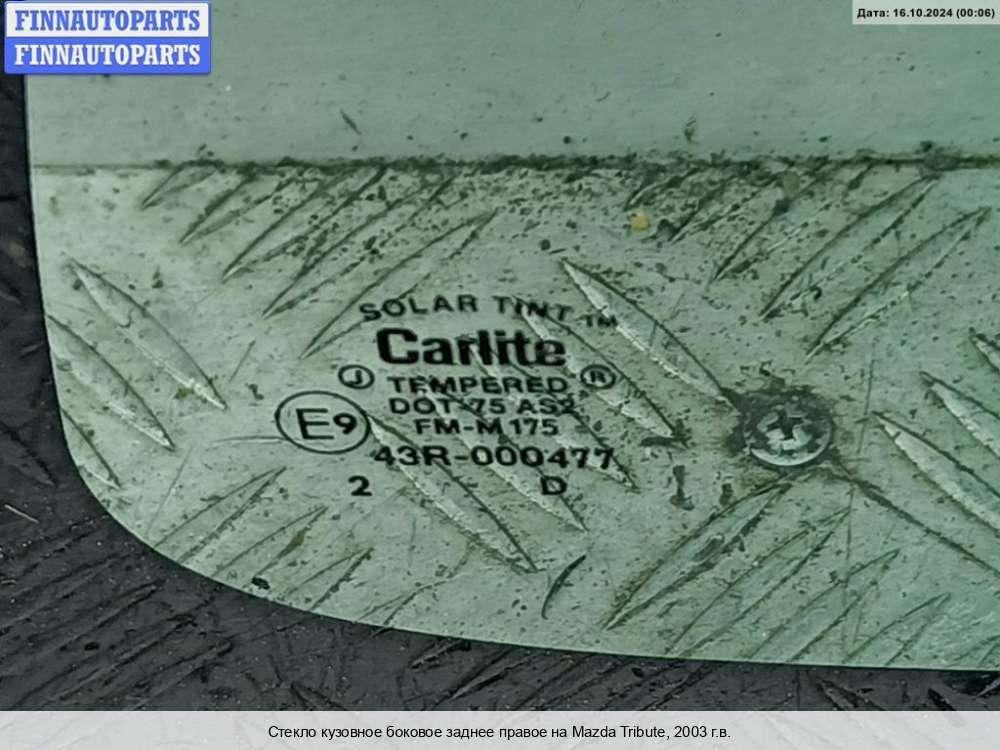 FINNAUTOPARTS
FINNAUTOPARTS
Дата: 16.10.2024 (00:06)
SOLAR TINT ™
Carlite
J TEMPERED ®
DOT-75 AS2
FM-M175
E9
43R-000477
2 D
Стекло кузовное боковое заднее правое на Mazda Tribute, 2003 г.в.